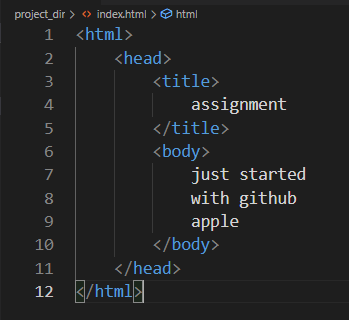 project_dir > index.html > html
1 <html>
2 <head>
3 <title>
4 assignment
5 </title>
6 <body>
7 just started
8 with github
9 apple
10 </body>
11 </head>
12 </html>